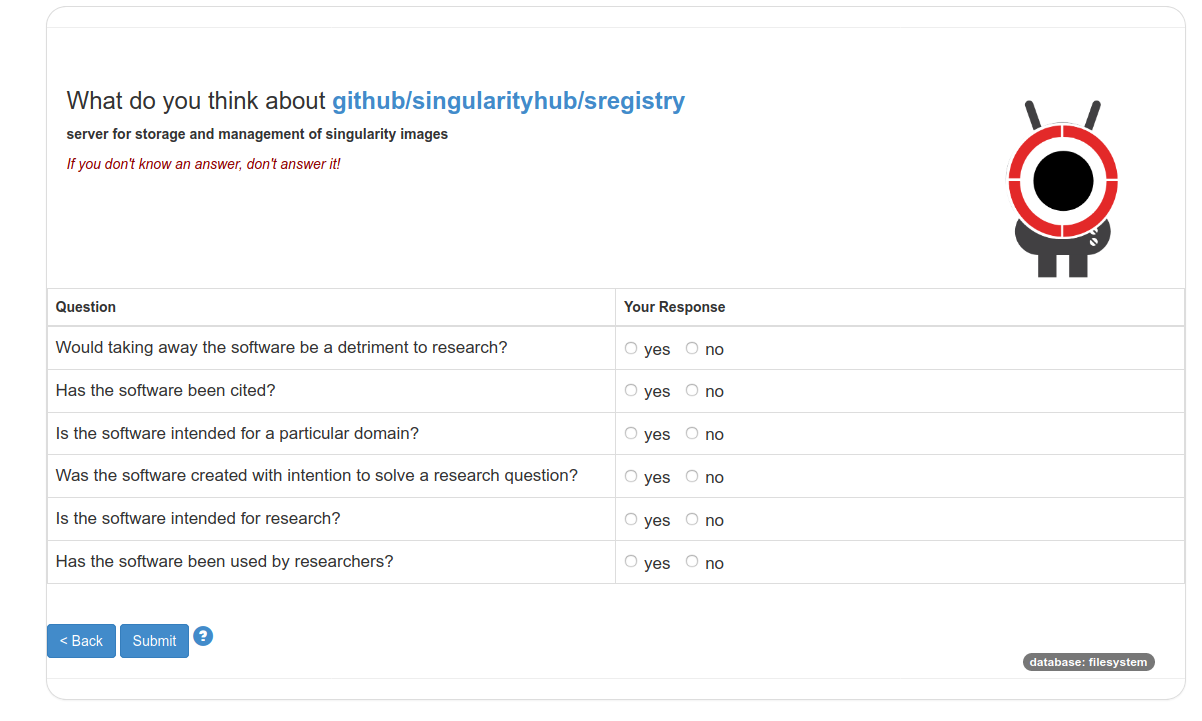 What do you think about github/singularityhub/sregistry
server for storage and management of singularity images
If you don't know an answer, don't answer it!
Question Your Response
Would taking away the software be a detriment to research? yes no
Has the software been cited? yes no
Is the software intended for a particular domain? yes no
Was the software created with intention to solve a research question? yes no
Is the software intended for research? yes no
Has the software been used by researchers? yes no
< Back Submit ?
database: filesystem